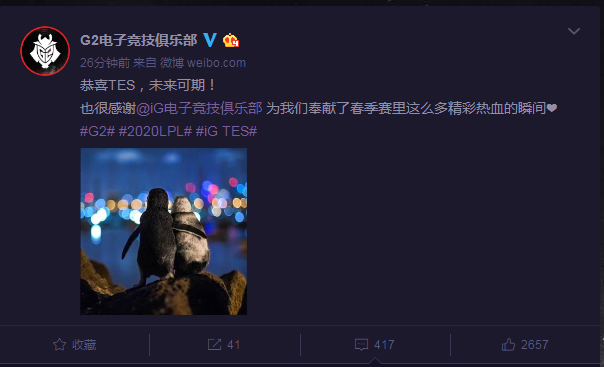 G2电子竞技俱乐部
26分钟前 来自 微博 weibo.com
恭喜TES，未来可期！
也很感谢@iG电子竞技俱乐部 为我们奉献了春季赛里这么多精彩热血的瞬间❤
#G2# #2020LPL# #iG TES#
收藏 41 417 2657